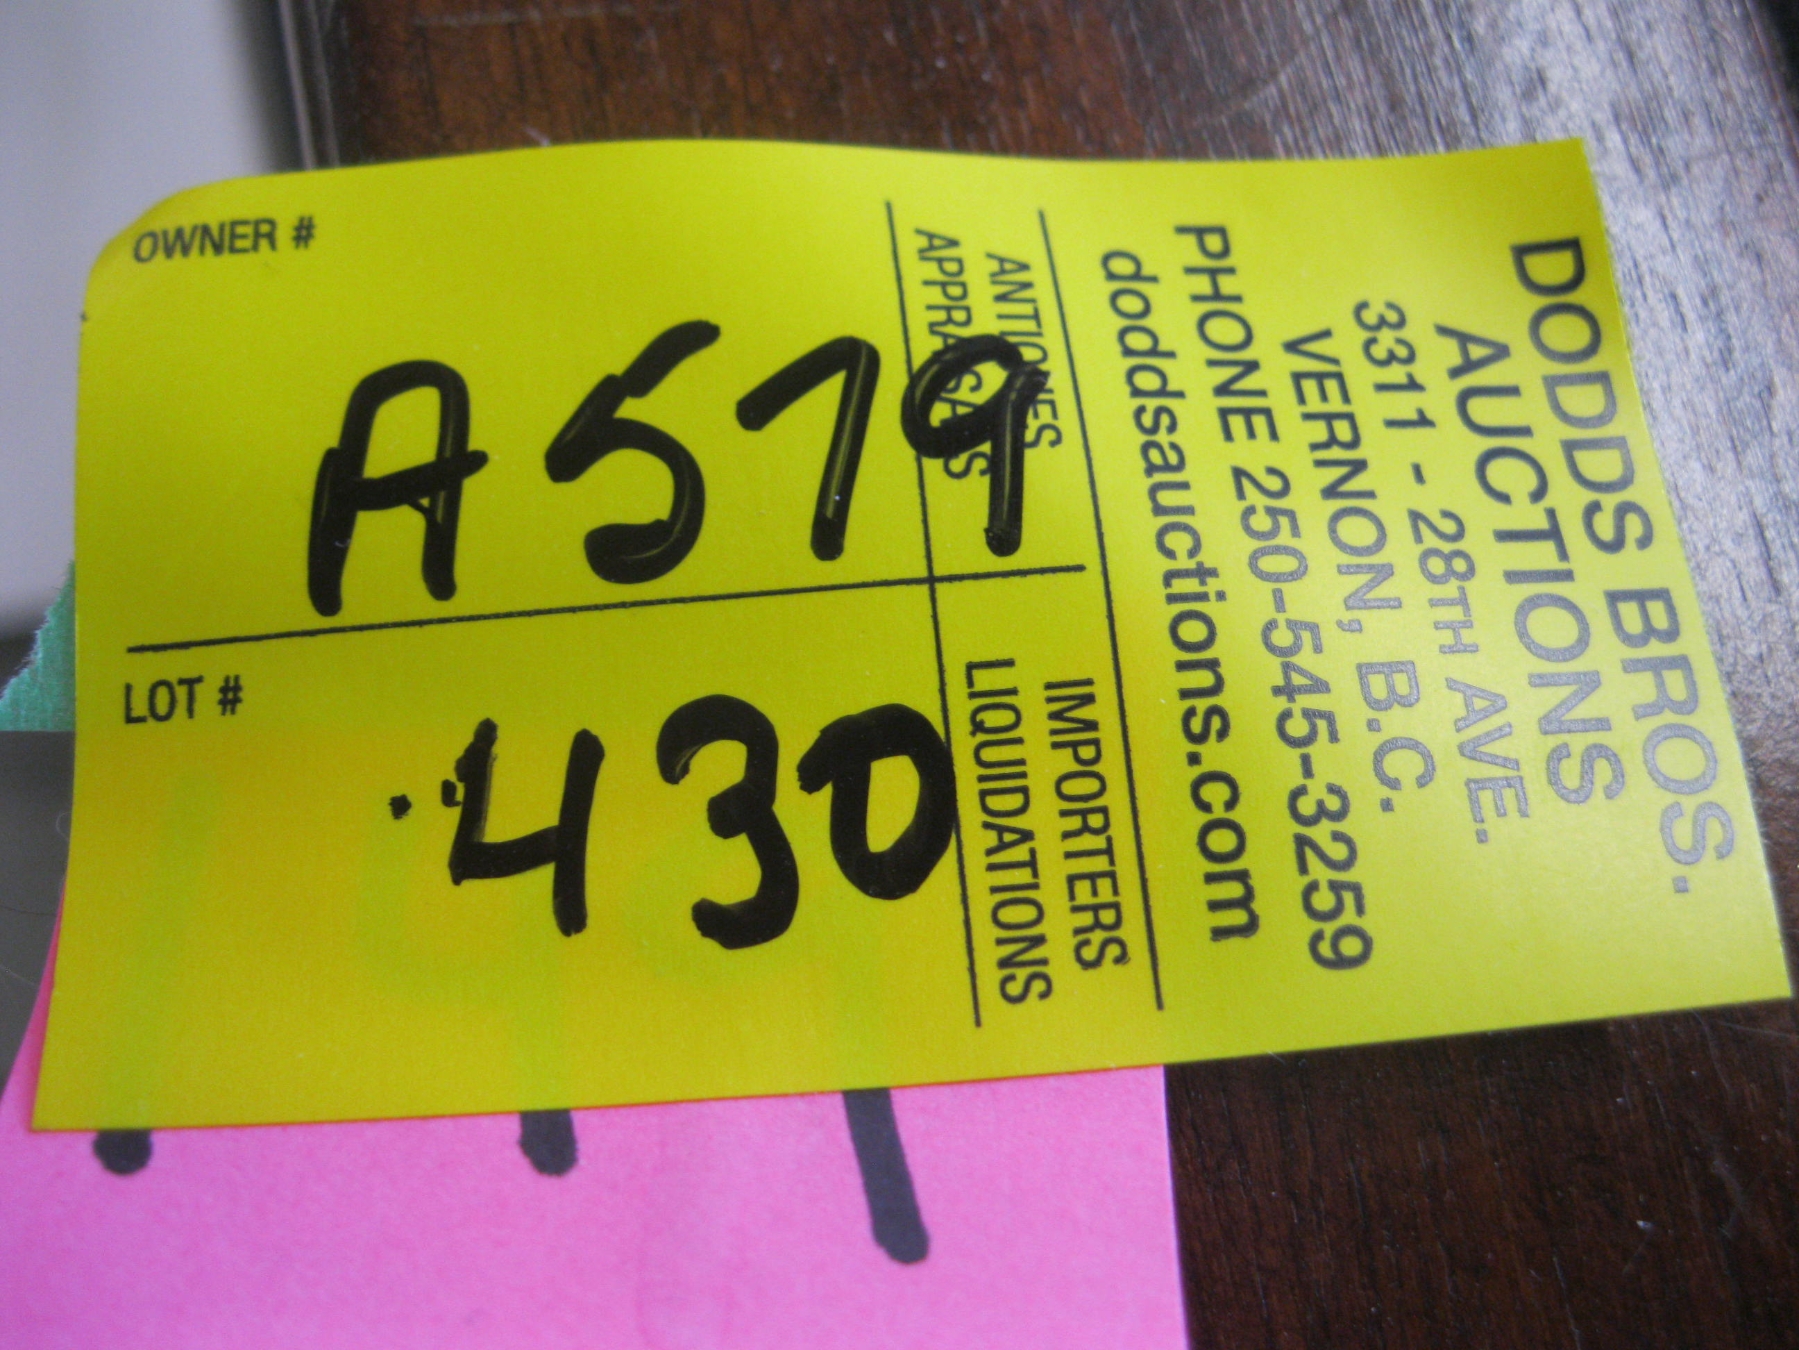 OWNER #
A579
LOT #
430
DODDS BROS.
AUCTIONS
3311 - 28TH AVE.
VERNON, B.C.
PHONE 250-545-3259
doddsauctions.com
ANTIQUES
APPRAISALS
IMPORTERS
LIQUIDATIONS